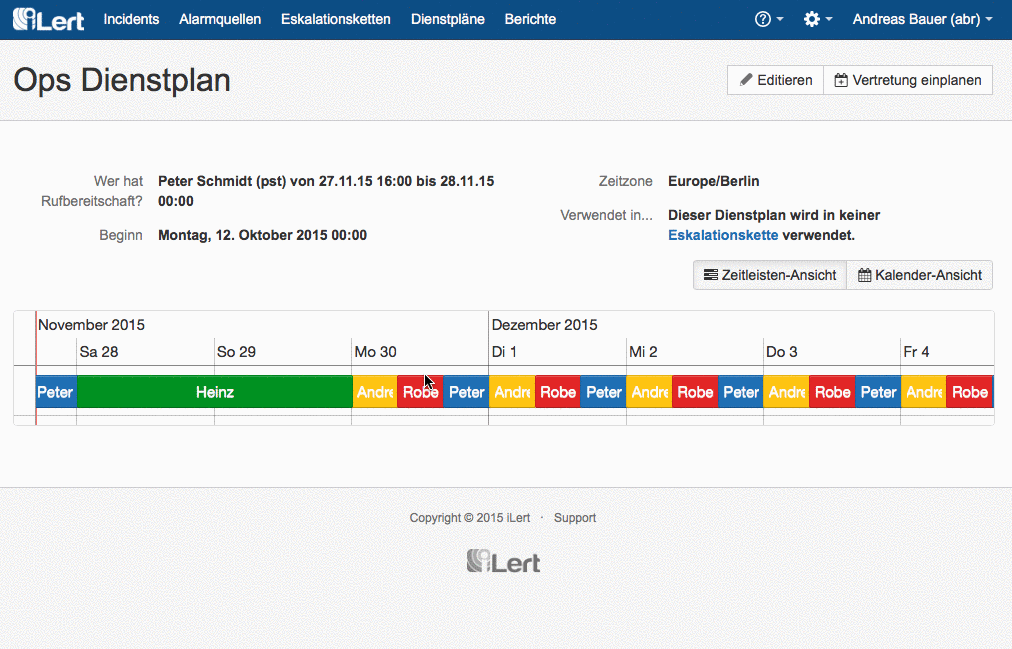 iLert Incidents Alarmquellen Eskalationsketten Dienstpläne Berichte Andreas Bauer (abr)
Ops Dienstplan
Editieren Vertretung einplanen
Wer hat Rufbereitschaft? Peter Schmidt (pst) von 27.11.15 16:00 bis 28.11.15 00:00
Beginn Montag, 12. Oktober 2015 00:00
Zeitzone Europe/Berlin
Verwendet in... Dieser Dienstplan wird in keiner
Eskalationskette verwendet.
Zeitleisten-Ansicht Kalender-Ansicht
November 2015 Dezember 2015
Sa 28 So 29 Mo 30 Di 1 Mi 2 Do 3 Fr 4
Peter Heinz Andre Robe Peter Andre Robe Peter Andre Robe Peter Andre Robe Peter Andre Robe
Copyright © 2015 iLert · Support
iLert